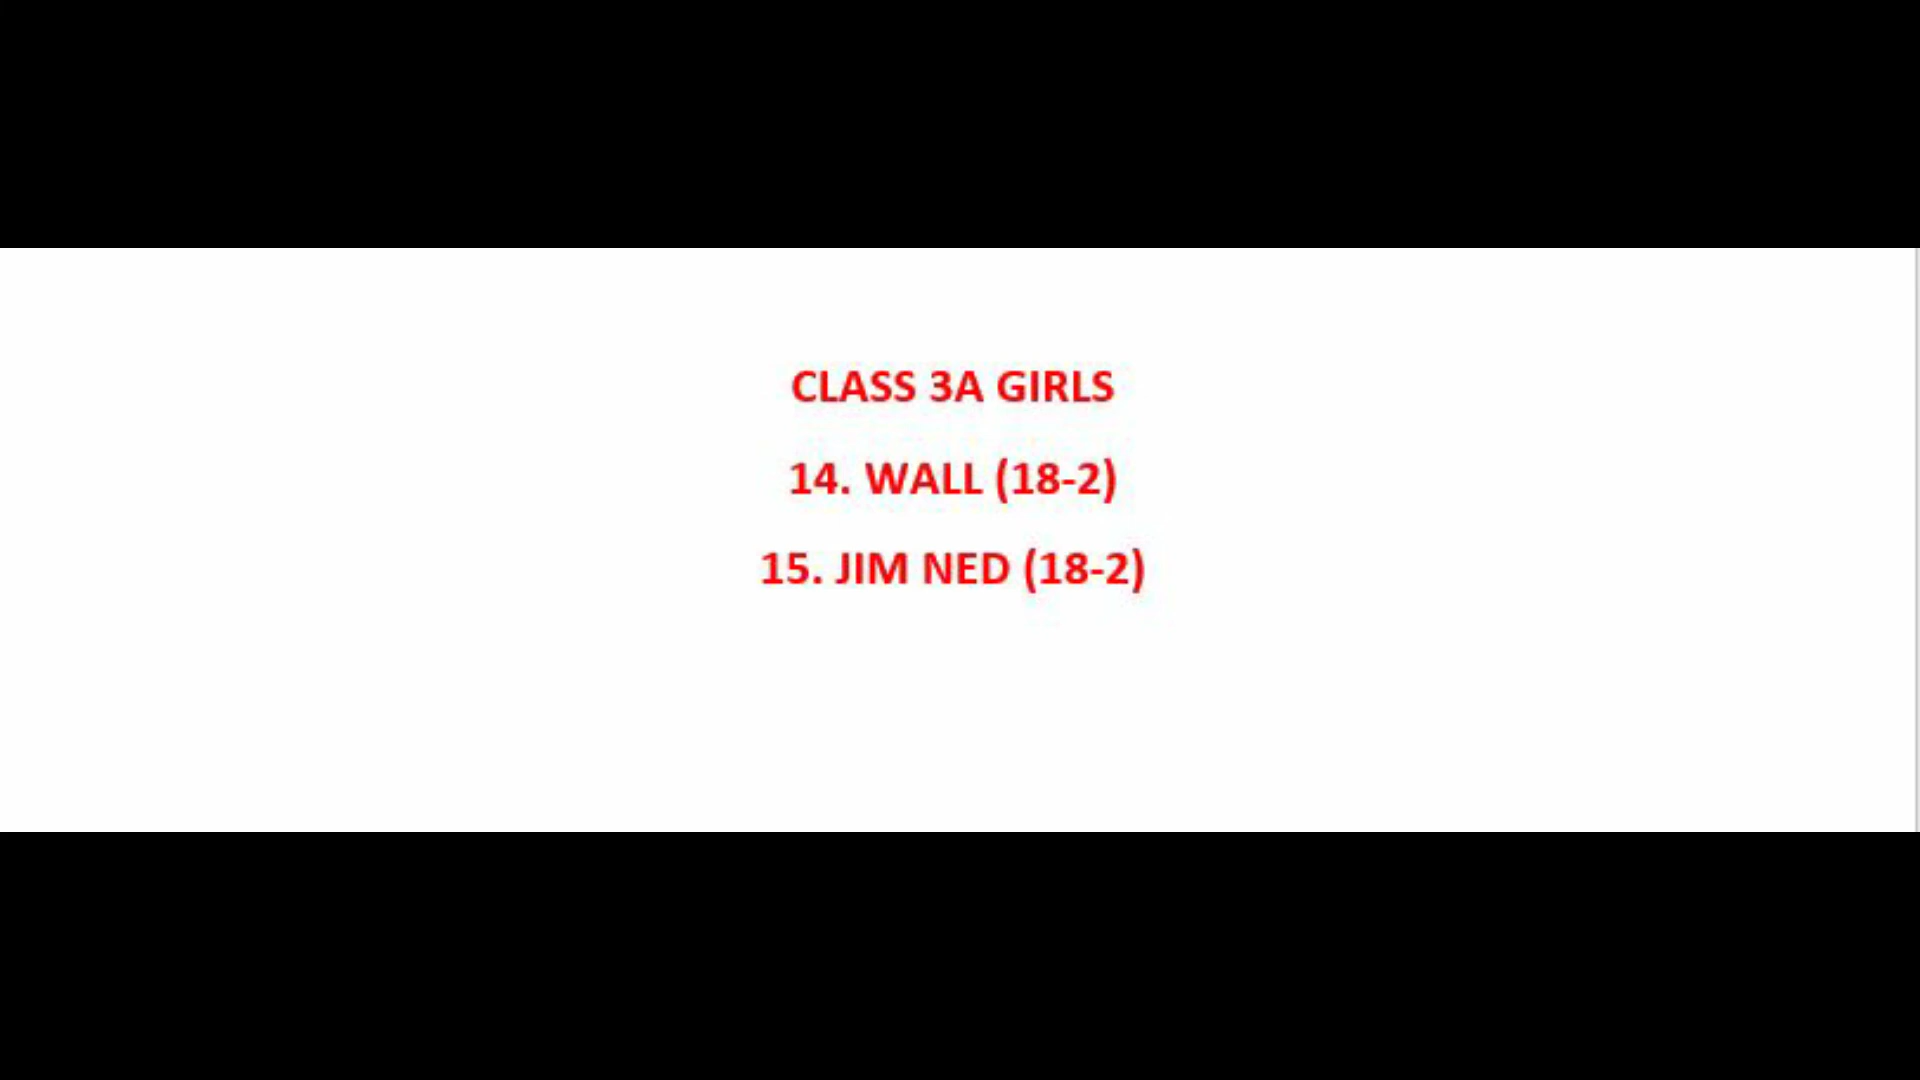 CLASS 3A GIRLS
14. WALL (18-2)
15. JIM NED (18-2)